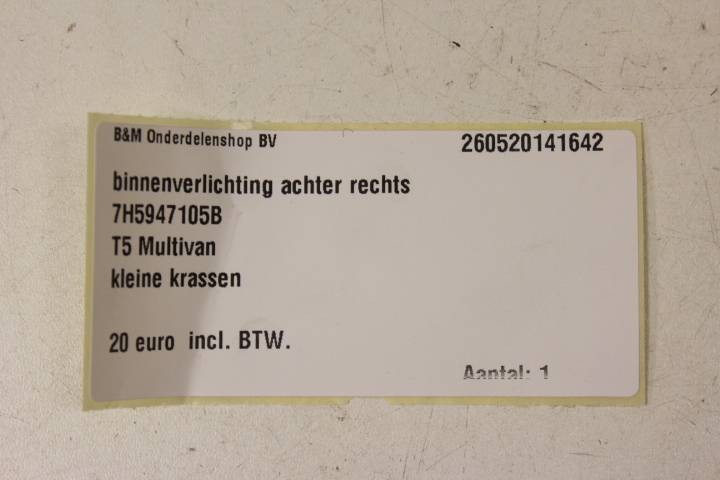 B&M Onderdelenshop BV 260520141642
binnenverlichting achter rechts
7H5947105B
T5 Multivan
kleine krassen
20 euro incl. BTW.
Aantal: 1